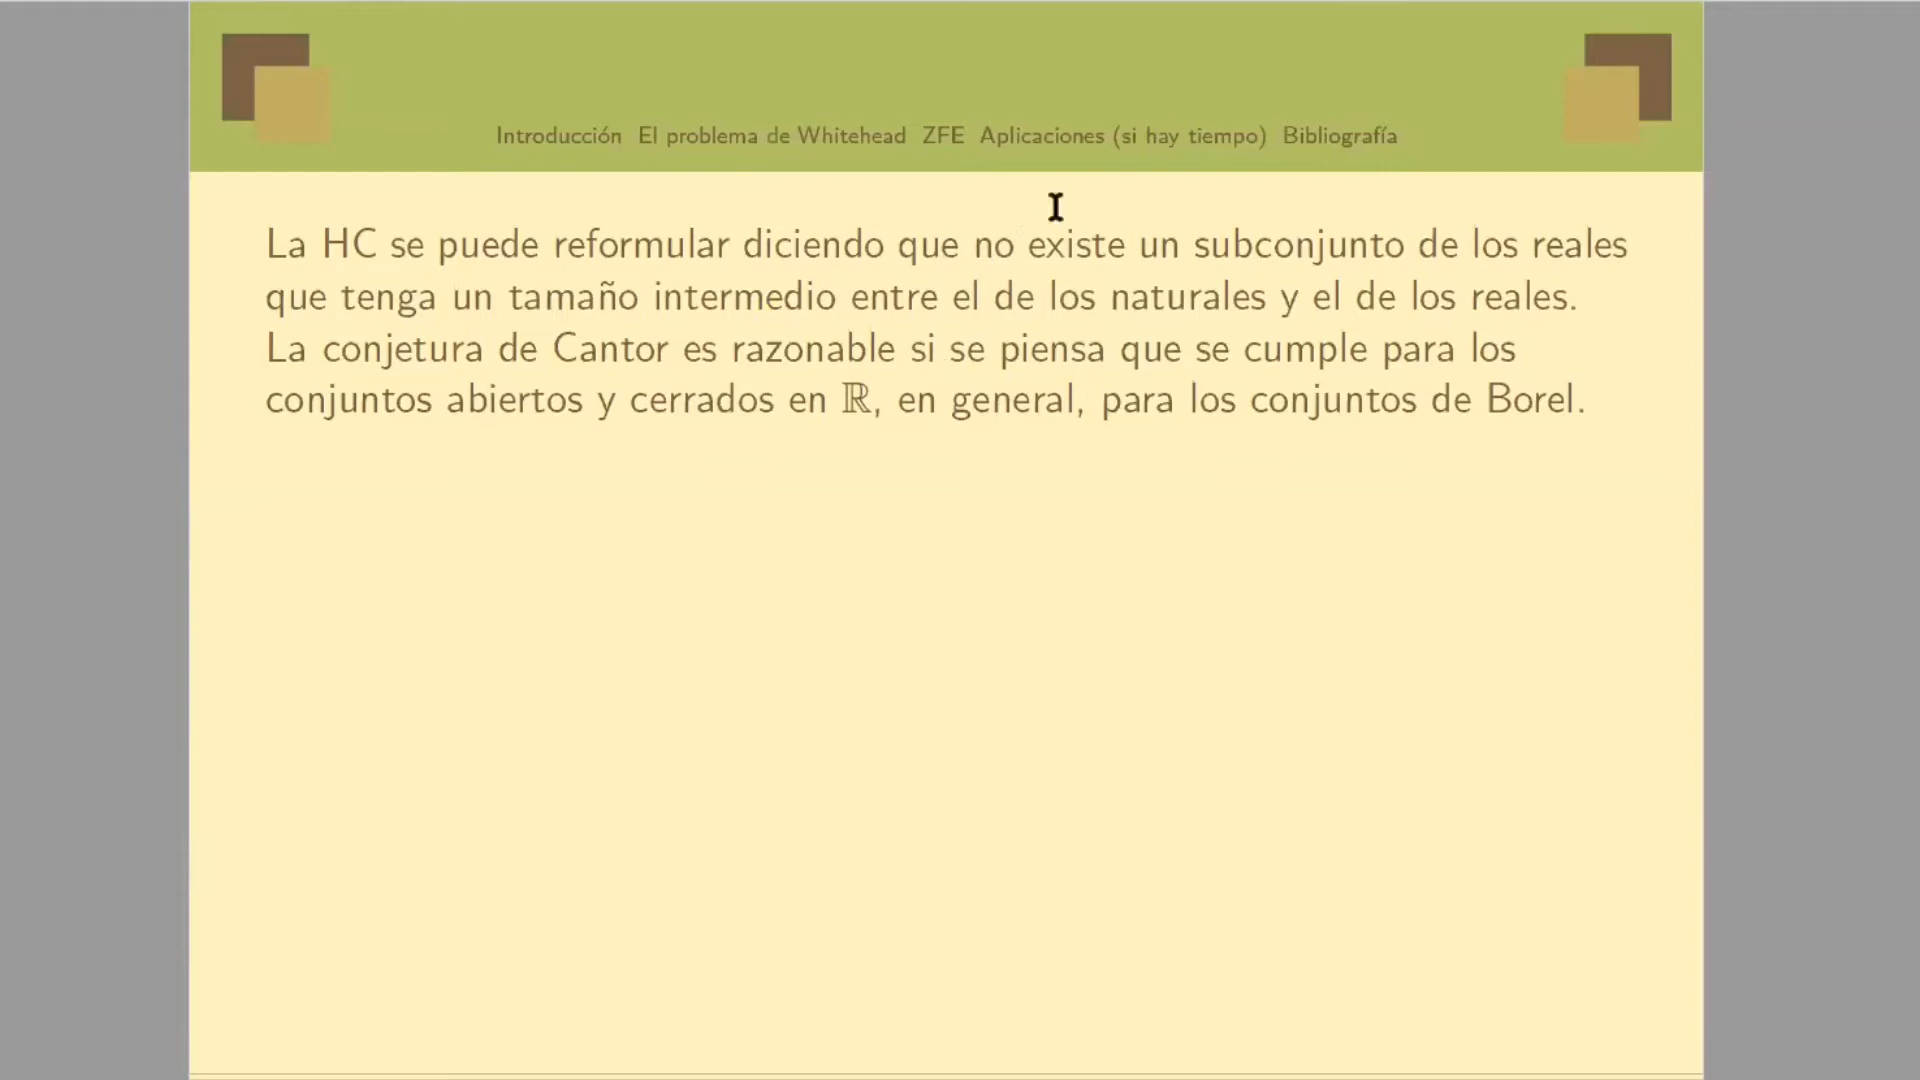 Introducción El problema de Whitehead ZFE Aplicaciones (si hay tiempo) Bibliografía
La HC se puede reformular diciendo que no existe un subconjunto de los reales
que tenga un tamaño intermedio entre el de los naturales y el de los reales.
La conjetura de Cantor es razonable si se piensa que se cumple para los
conjuntos abiertos y cerrados en ℝ, en general, para los conjuntos de Borel.